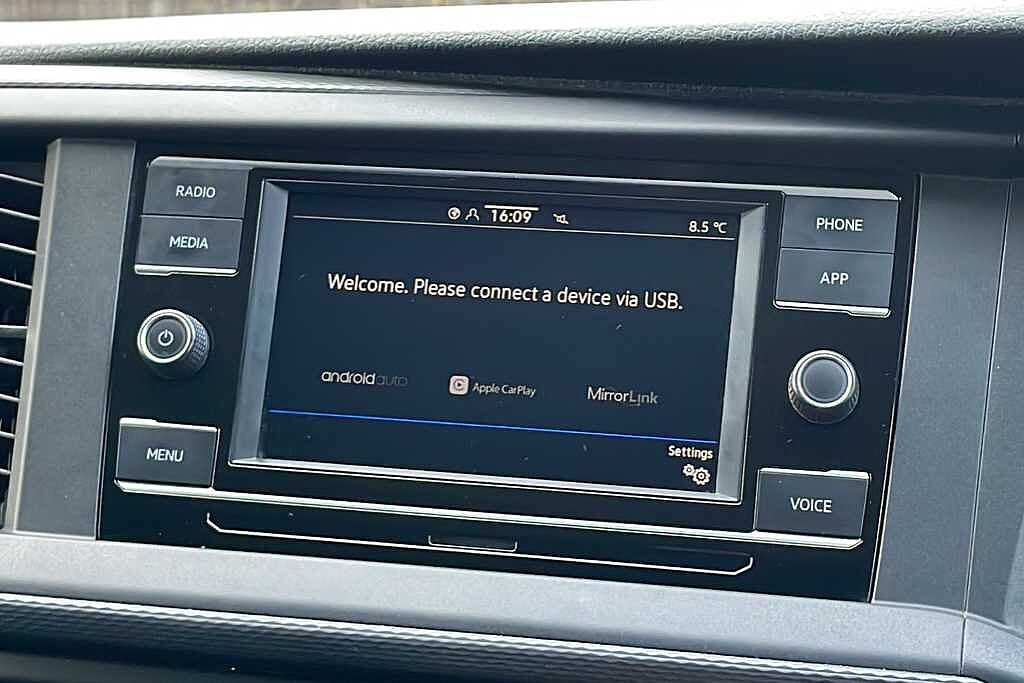 RADIO
MEDIA
MENU
16:09
8.5 °C
Welcome. Please connect a device via USB.
androidauto
Apple CarPlay
MirrorLink
Settings
PHONE
APP
VOICE